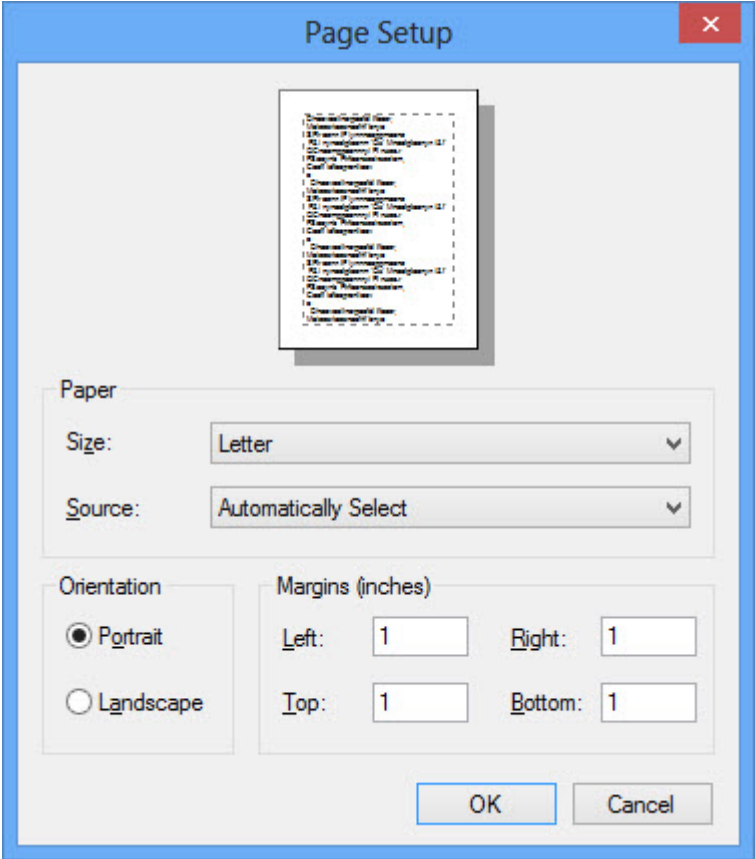 Page Setup
Paper
Size: Letter
Source: Automatically Select
Orientation
Portrait
Landscape
Margins (inches)
Left: 1 Right: 1
Top: 1 Bottom: 1
OK Cancel